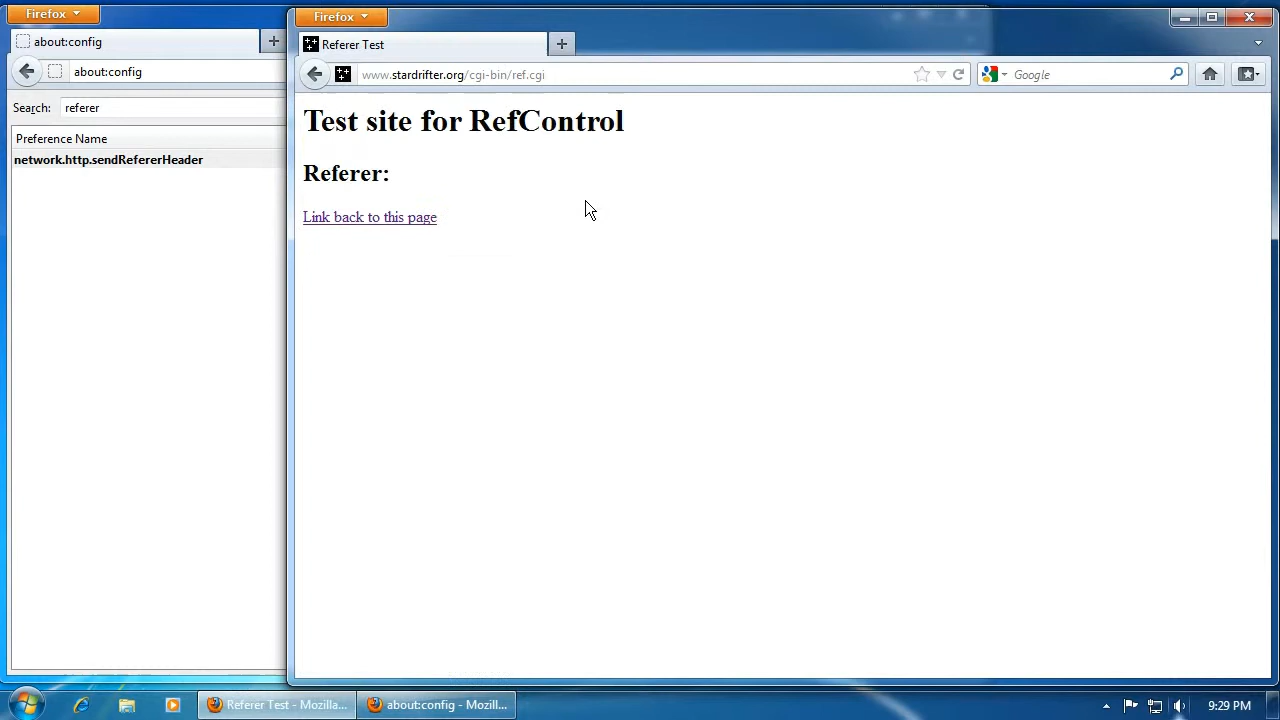 Firefox
about:config
about:config
Search: referer
Preference Name
network.http.sendRefererHeader
Firefox
Referer Test
www.stardrifter.org/cgi-bin/ref.cgi
Google
Test site for RefControl
Referer:
Link back to this page
Referer Test - Mozilla...
about:config - Mozill...
9:29 PM